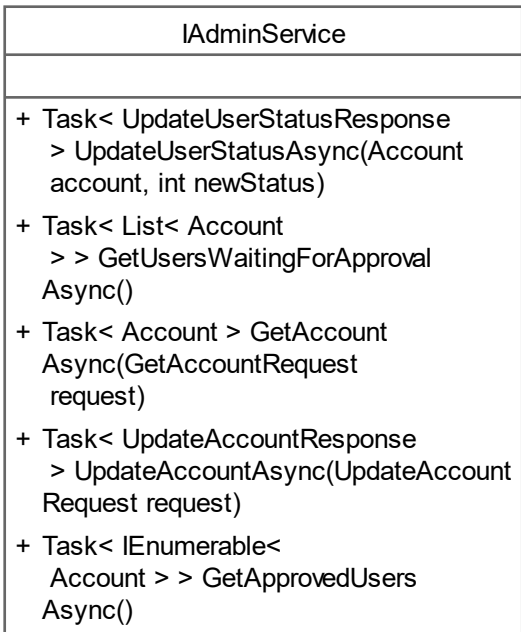 IAdminService
+ Task< UpdateUserStatusResponse
> UpdateUserStatusAsync(Account
account, int newStatus)
+ Task< List< Account
> > GetUsersWaitingForApproval
Async()
+ Task< Account > GetAccount
Async(GetAccountRequest
request)
+ Task< UpdateAccountResponse
> UpdateAccountAsync(UpdateAccount
Request request)
+ Task< IEnumerable<
Account > > GetApprovedUsers
Async()